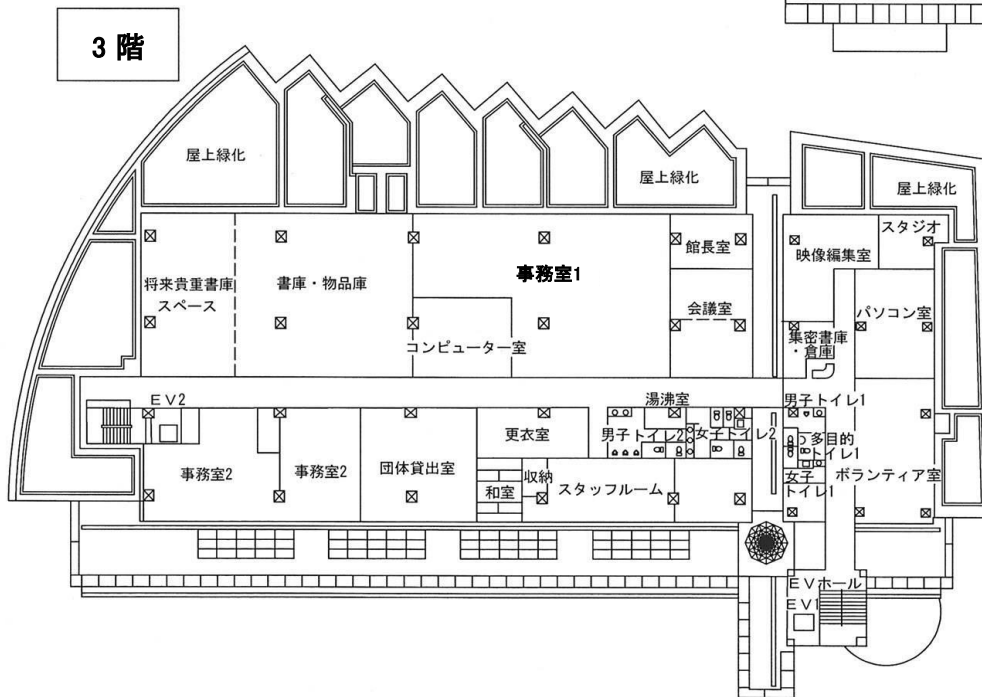 3 階
屋上緑化
屋上緑化
屋上緑化
スタジオ
館長室
映像編集室
事務室1
将来貴重書庫
スペース
書庫・物品庫
会議室
パソコン室
コンピューター室
集密書庫
・倉庫
EV2
湯沸室
男子トイレ1
更衣室
男子トイレ2
女子トイレ2
多目的
トイレ1
事務室2
事務室2
団体貸出室
和室
収納
スタッフルーム
女子
トイレ1
ボランティア室
EVホール
EV1